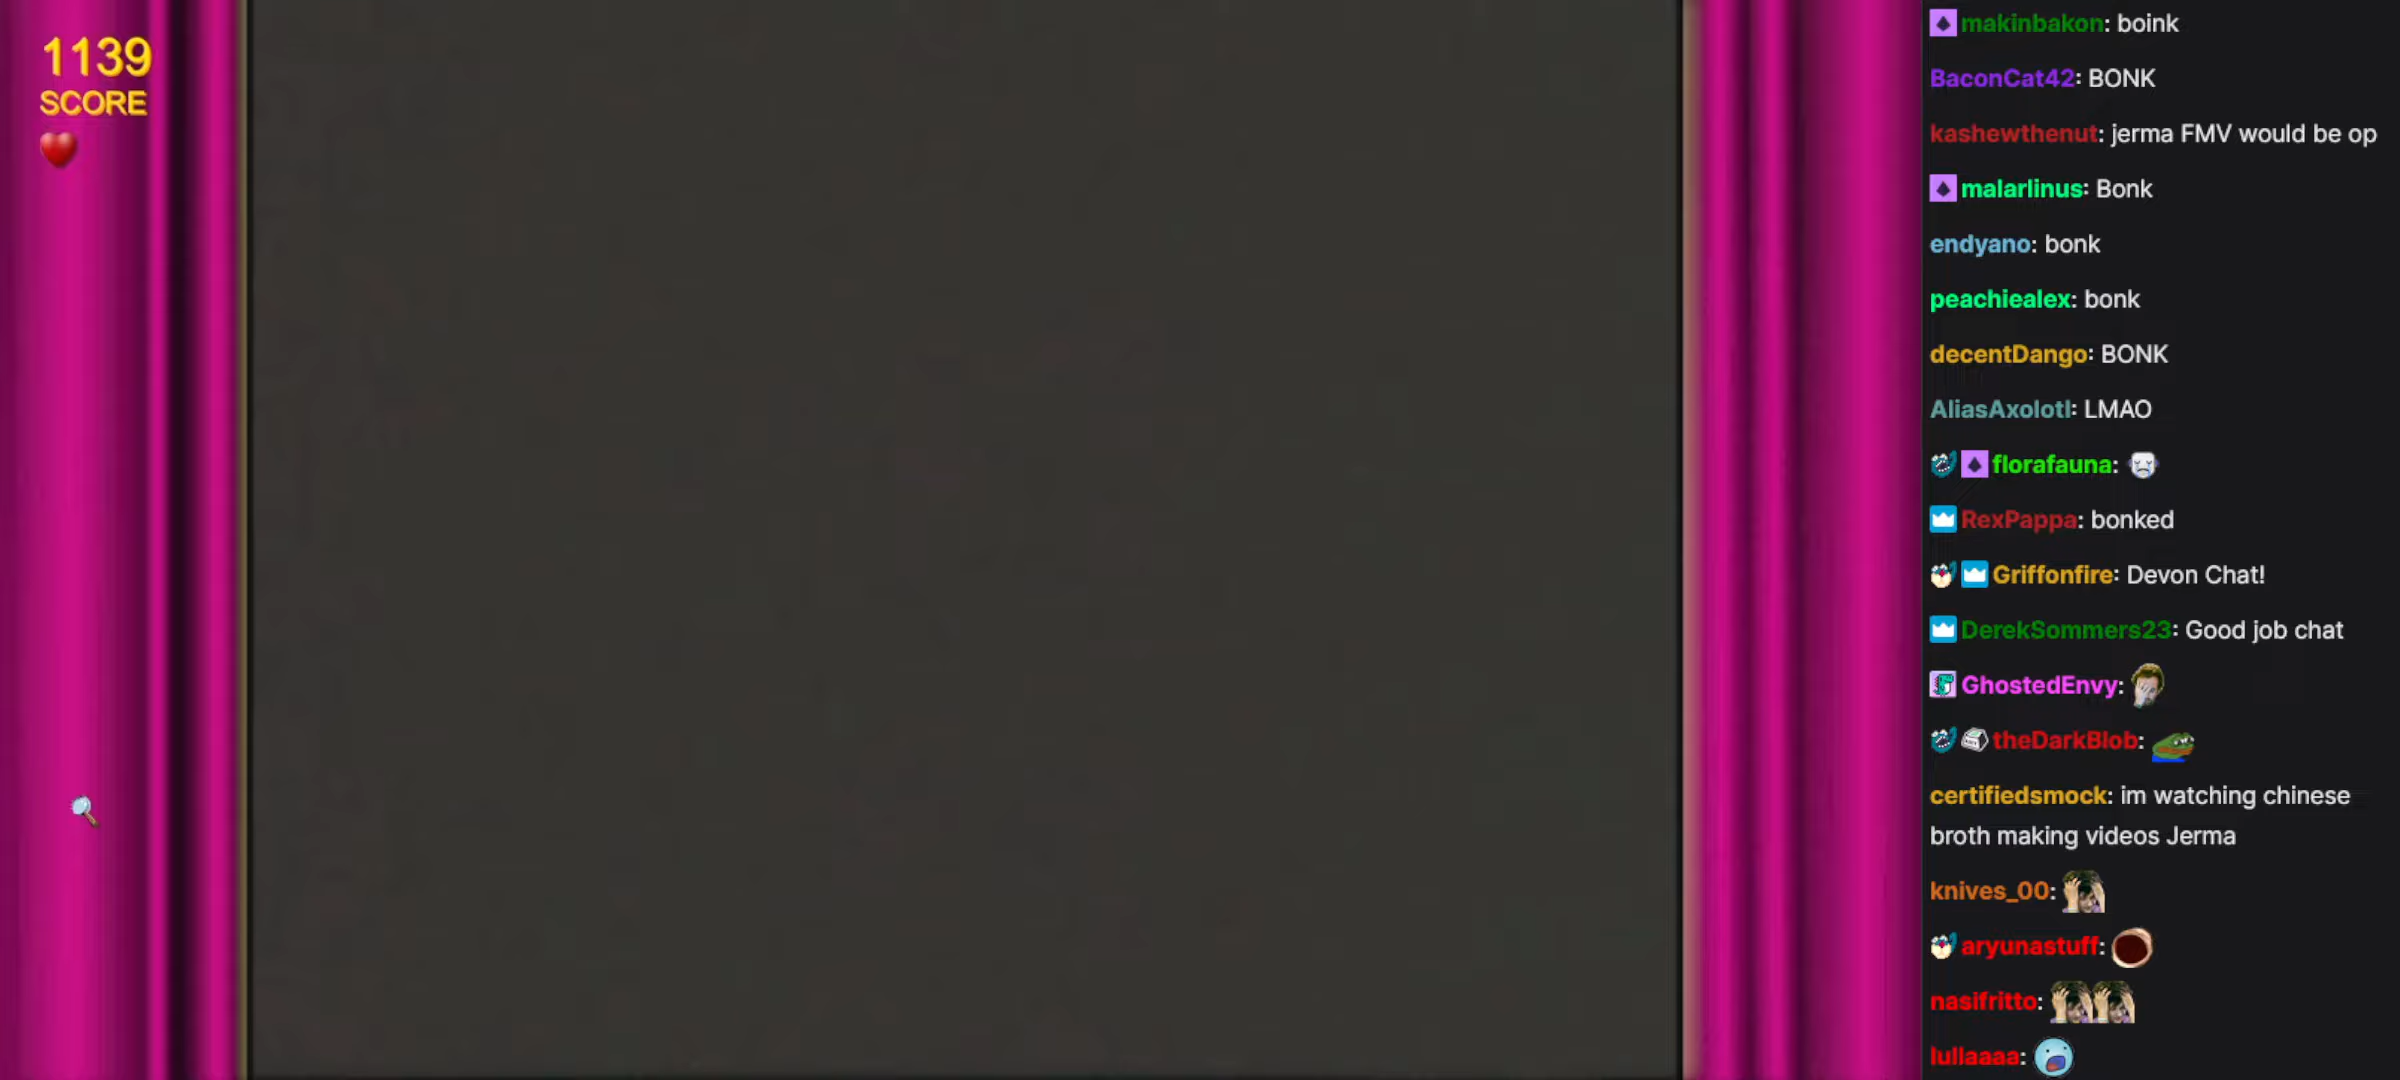 1139
SCORE
makinbakon: boink
BaconCat42: BONK
kashewthenut: jerma FMV would be op
malarlinus: Bonk
endyano: bonk
peachiealex: bonk
decentDango: BONK
AliasAxolotl: LMAO
florafauna:
RexPappa: bonked
Griffonfire: Devon Chat!
DerekSommers23: Good job chat
GhostedEnvy:
theDarkBlob:
certifiedsmock: im watching chinese
broth making videos Jerma
knives_00:
aryunastuff:
nasifritto:
lullaaaa: